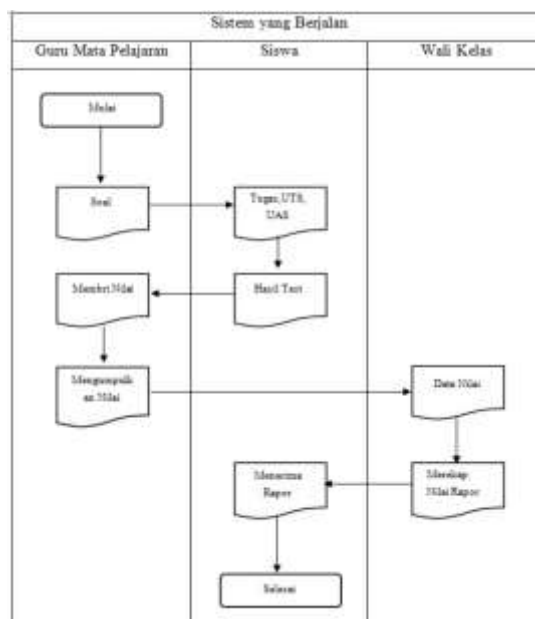 Sistem yang Berjalan
Guru Mata Pelajaran
Siswa
Wali Kelas
Mulai
Soal
Tugas, UTS,
UAS
Hasil Test
Membri Nilai
Mengumpulk
an Nilai
Data Nilai
Merekap
Nilai Rapor
Menerima
Rapor
Selesai